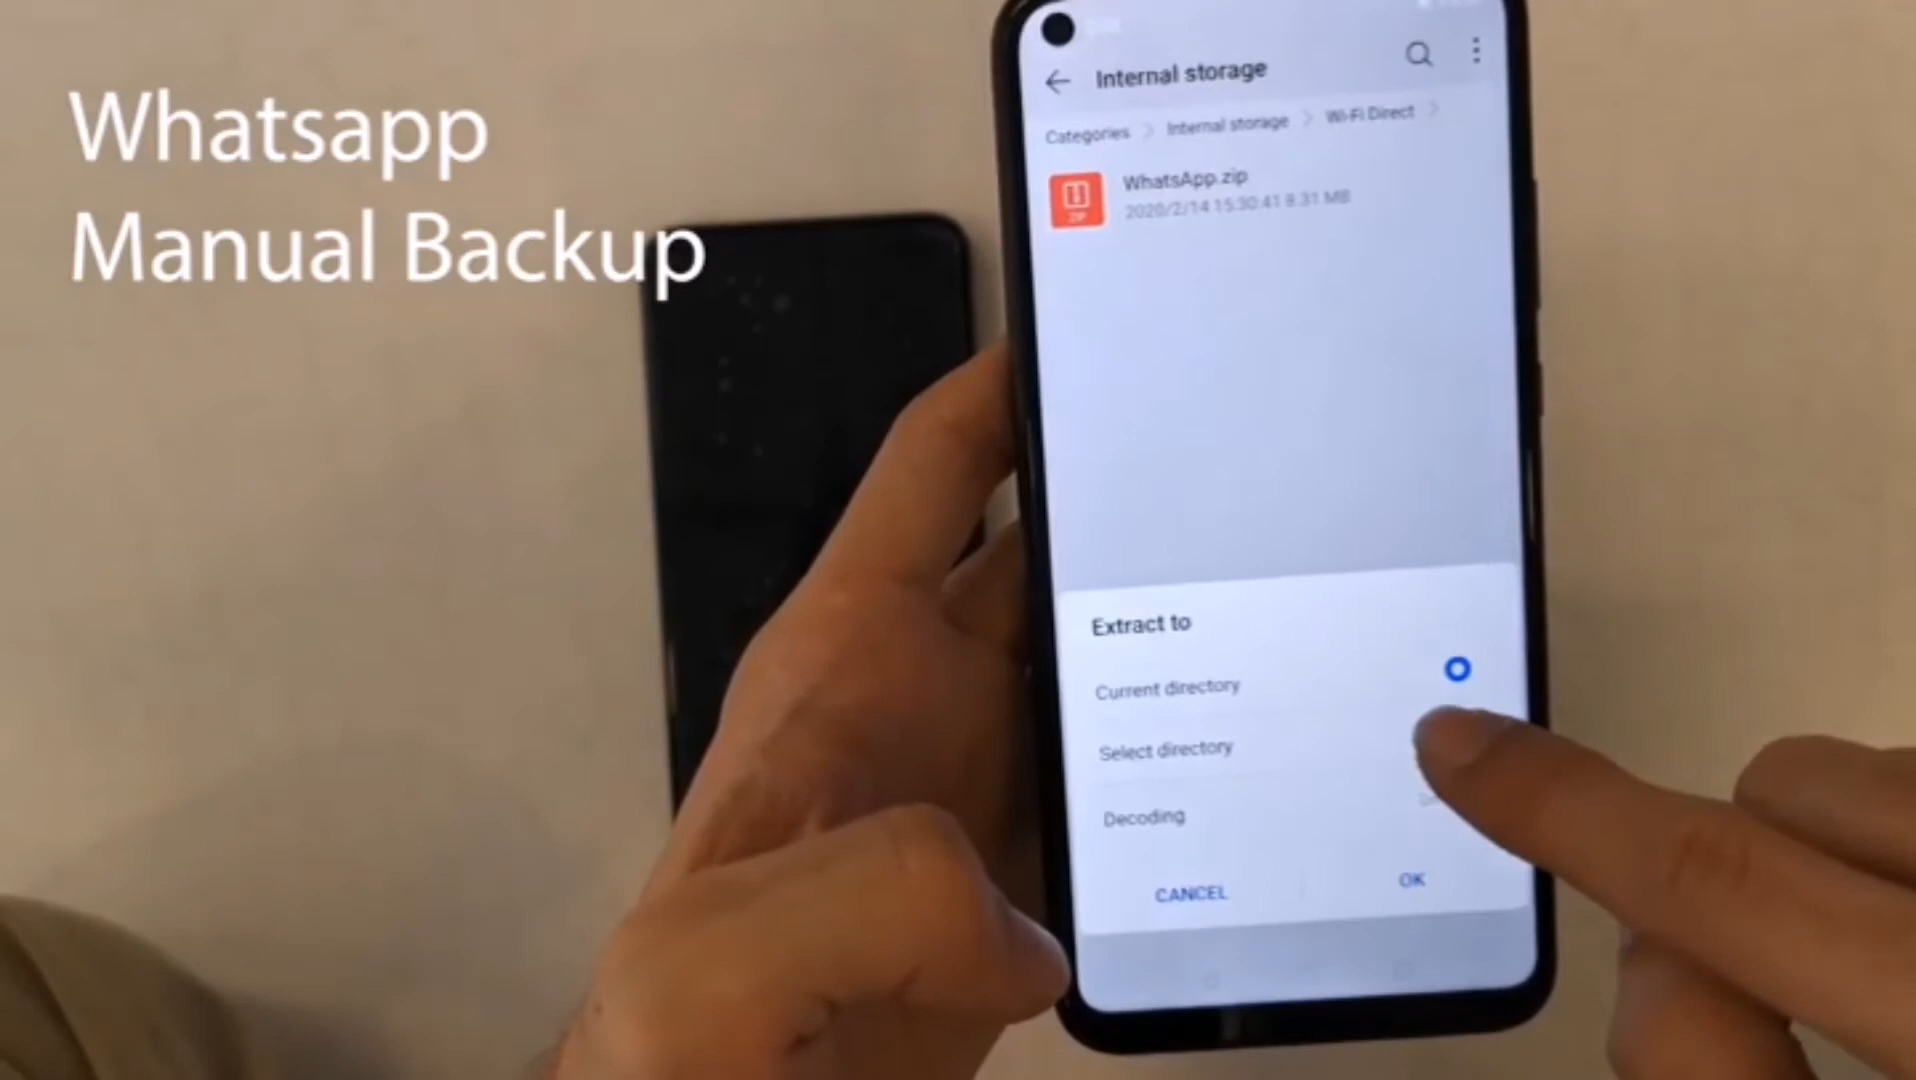 Whatsapp
Manual Backup
Internal storage
Categories > Internal storage > Wi-Fi Direct >
WhatsApp.zip
2020/2/14 15:30:41 8.31 MB
ZIP
Extract to
Current directory
Select directory
Decoding
CANCEL
OK